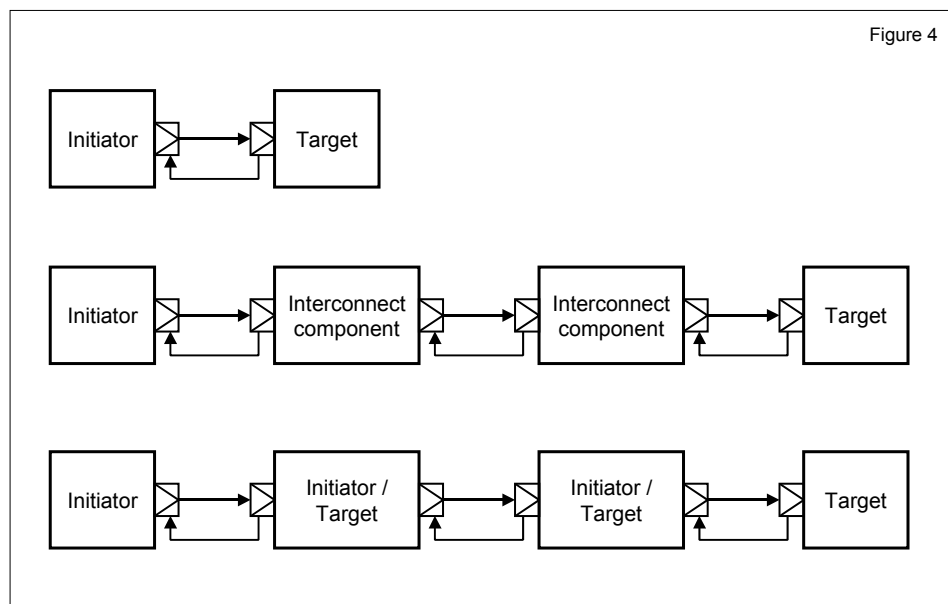 Figure 4
Initiator
Target
Initiator
Interconnect
component
Interconnect
component
Target
Initiator
Initiator /
Target
Initiator /
Target
Target